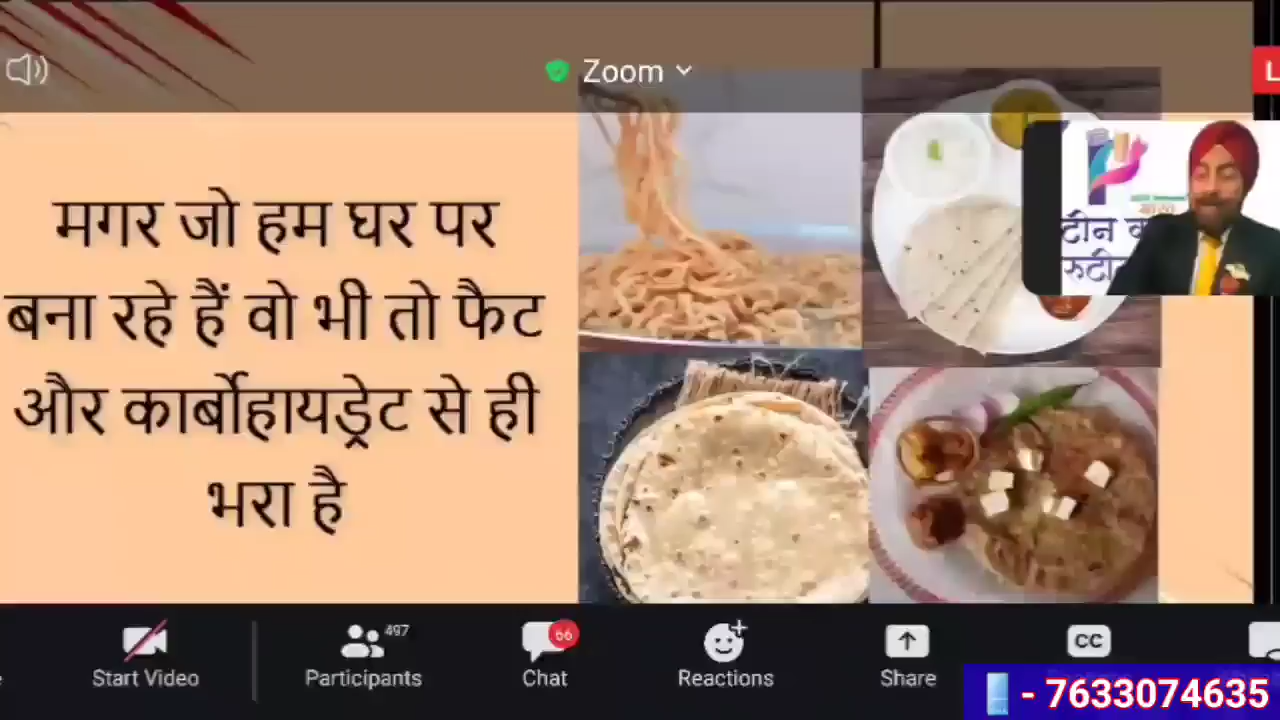 Zoom
L
मगर जो हम घर पर
बना रहे हैं वो भी तो फैट
और कार्बोहायड्रेट से ही
भरा है
भारत
टीन
रुटी
Start Video
497
Participants
66
Chat
Reactions
Share
CC
- 7633074635